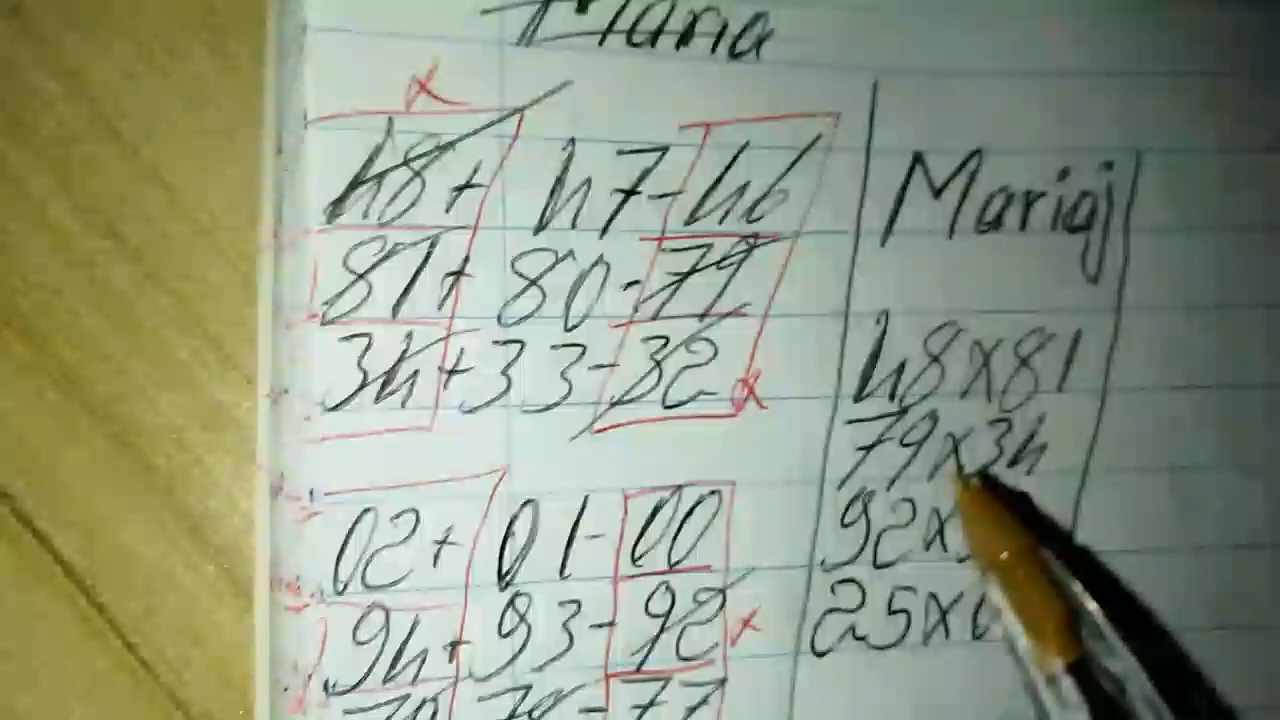 Maria
x
48+ 47-46
81+ 80-79
34+33-32
x
02+ 01-00
94+93-92 x
Mariaj
48x81
79x34
92x
25x